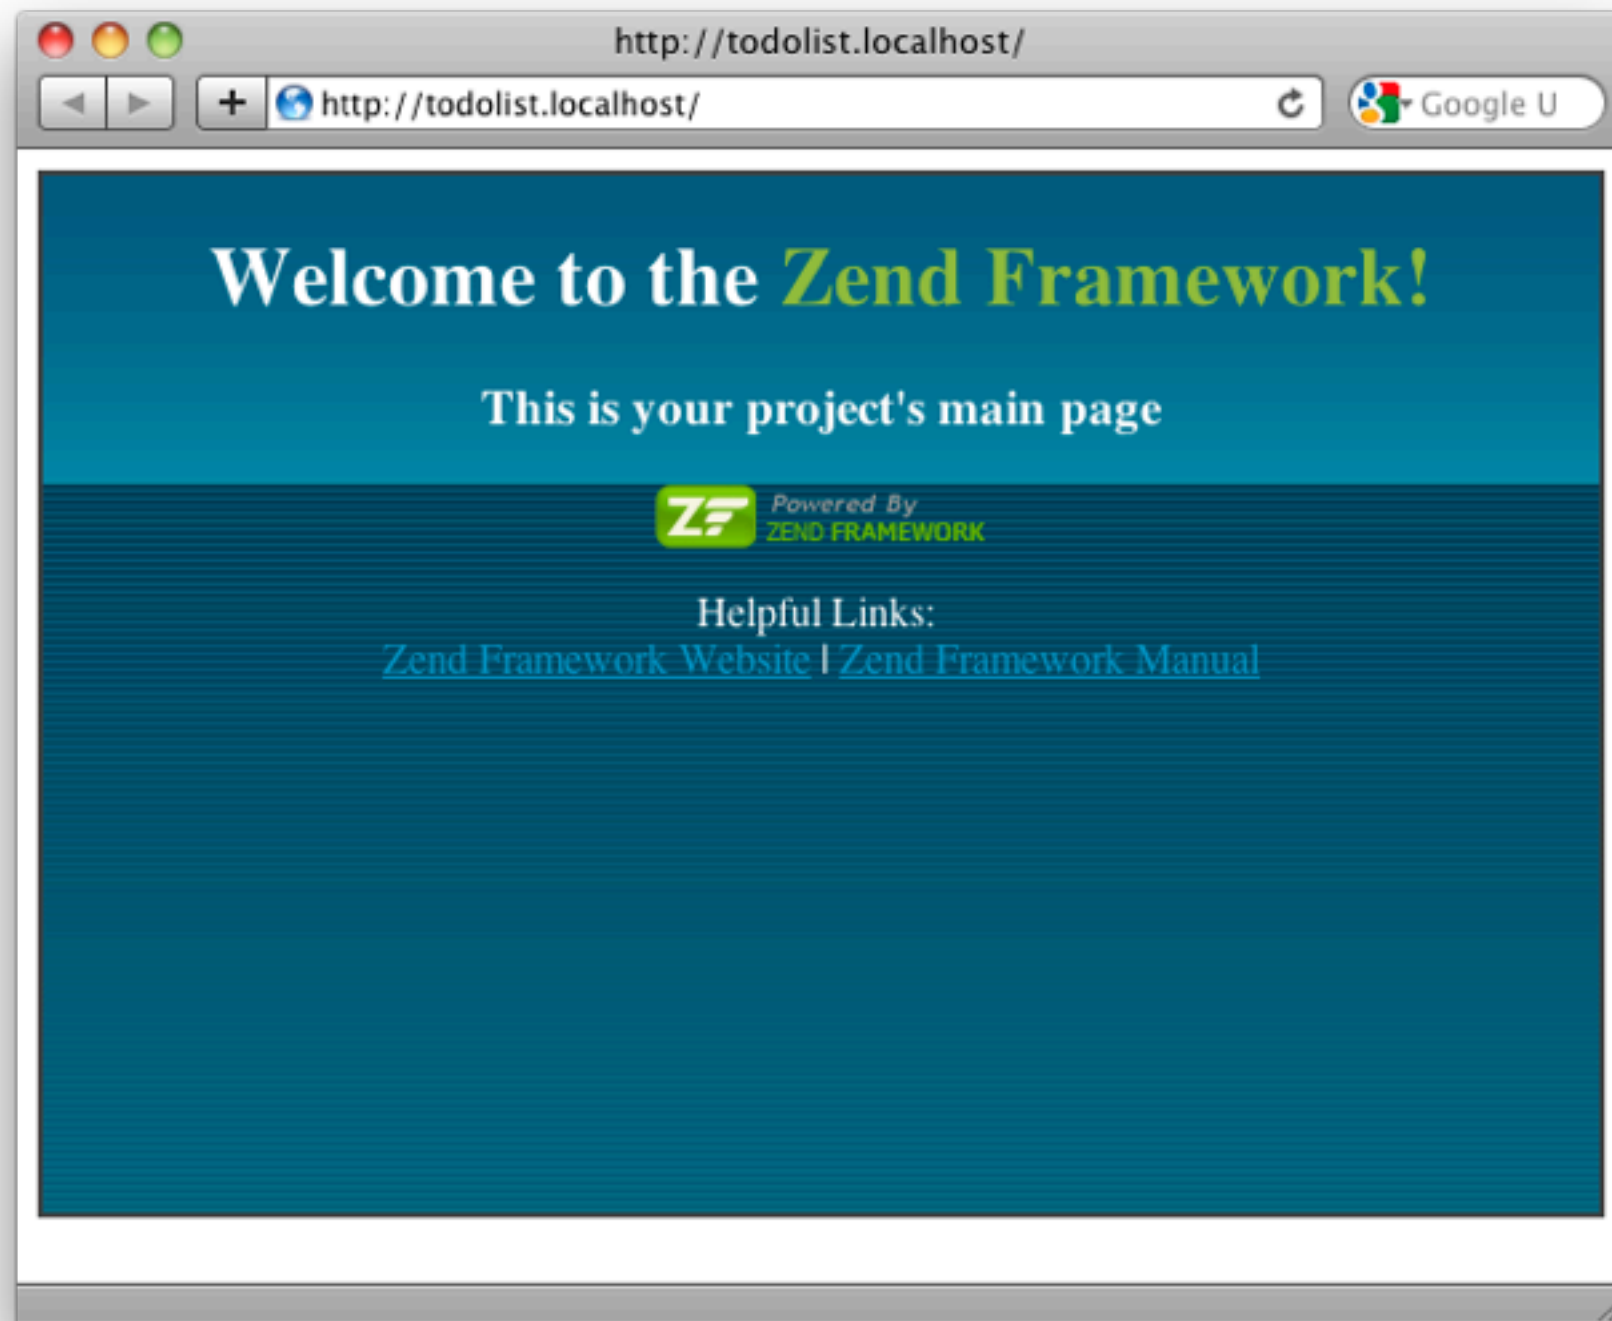 http://todolist.localhost/
http://todolist.localhost/ Google U
Welcome to the Zend Framework!
This is your project's main page
ZF Powered By
ZEND FRAMEWORK
Helpful Links:
Zend Framework Website | Zend Framework Manual